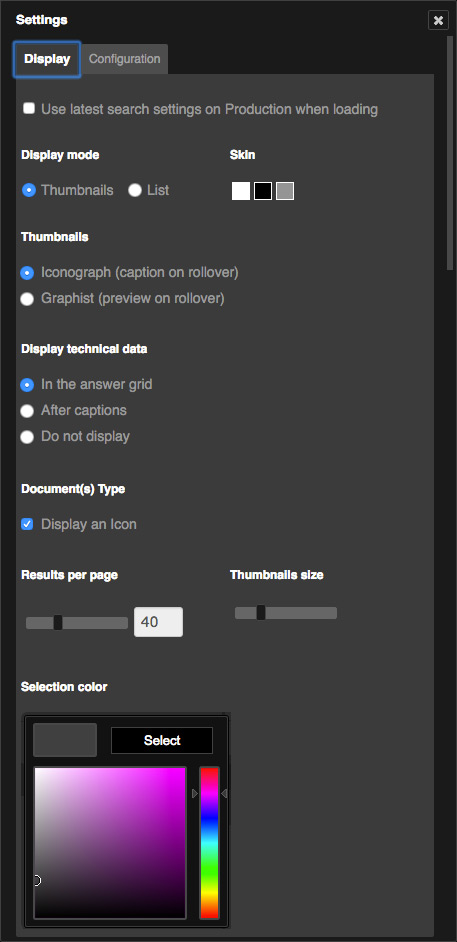 Settings
Display Configuration
Use latest search settings on Production when loading
Display mode Skin
Thumbnails List
Thumbnails
Iconograph (caption on rollover)
Graphist (preview on rollover)
Display technical data
In the answer grid
After captions
Do not display
Document(s) Type
Display an Icon
Results per page Thumbnails size
40
Selection color
Select